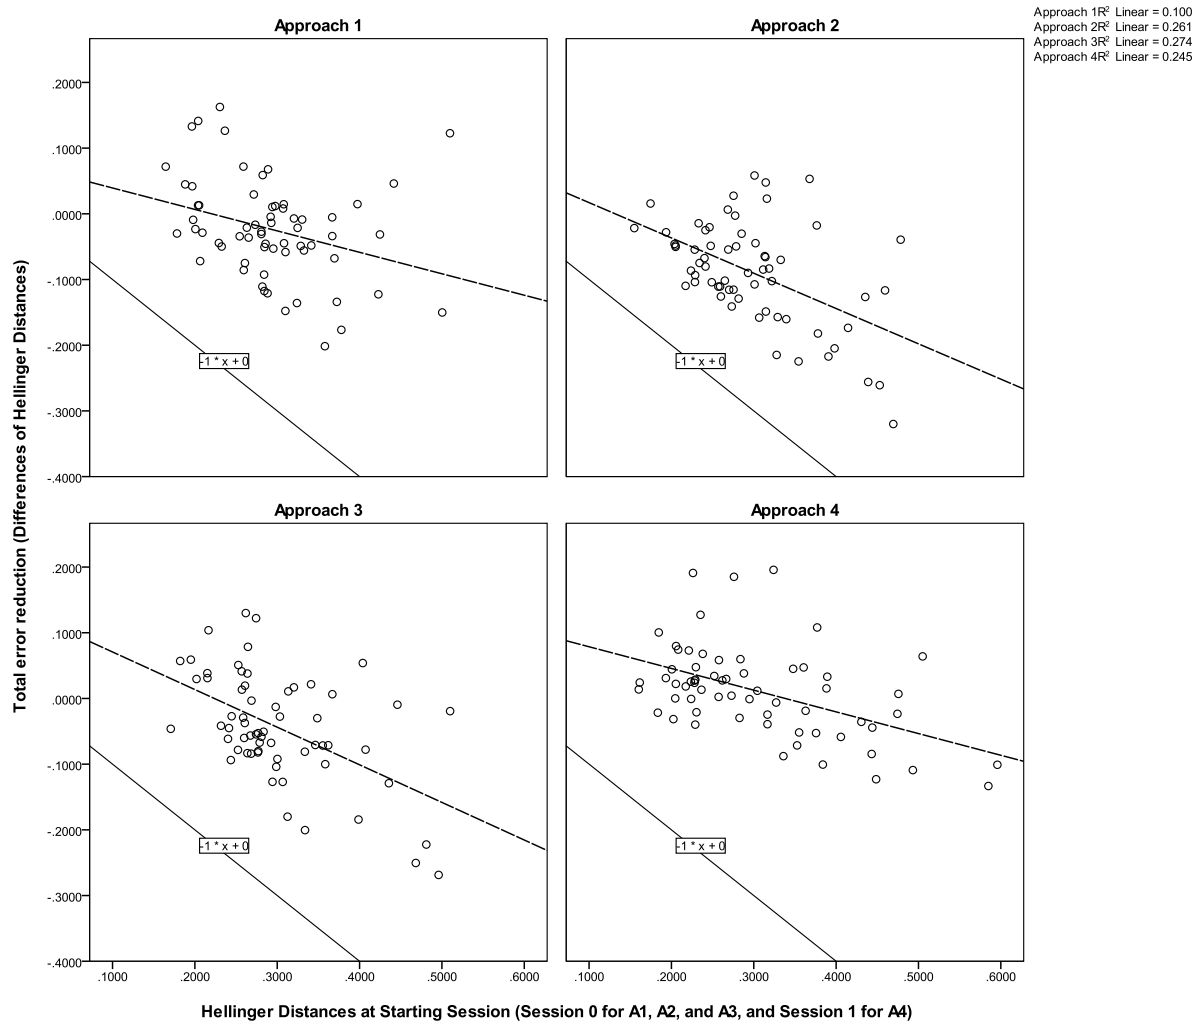 Approach 1
Approach 2
Approach 1R² Linear = 0.100
Approach 2R² Linear = 0.261
Approach 3R² Linear = 0.274
Approach 4R² Linear = 0.245
.2000
.1000
.0000
-.1000
-.2000
-.3000
-.4000
-1 * x + 0
-1 * x + 0
Total error reduction (Differences of Hellinger Distances)
Approach 3
Approach 4
.2000
.1000
.0000
-.1000
-.2000
-.3000
-.4000
-1 * x + 0
-1 * x + 0
.1000 .2000 .3000 .4000 .5000 .6000 .1000 .2000 .3000 .4000 .5000 .6000
Hellinger Distances at Starting Session (Session 0 for A1, A2, and A3, and Session 1 for A4)